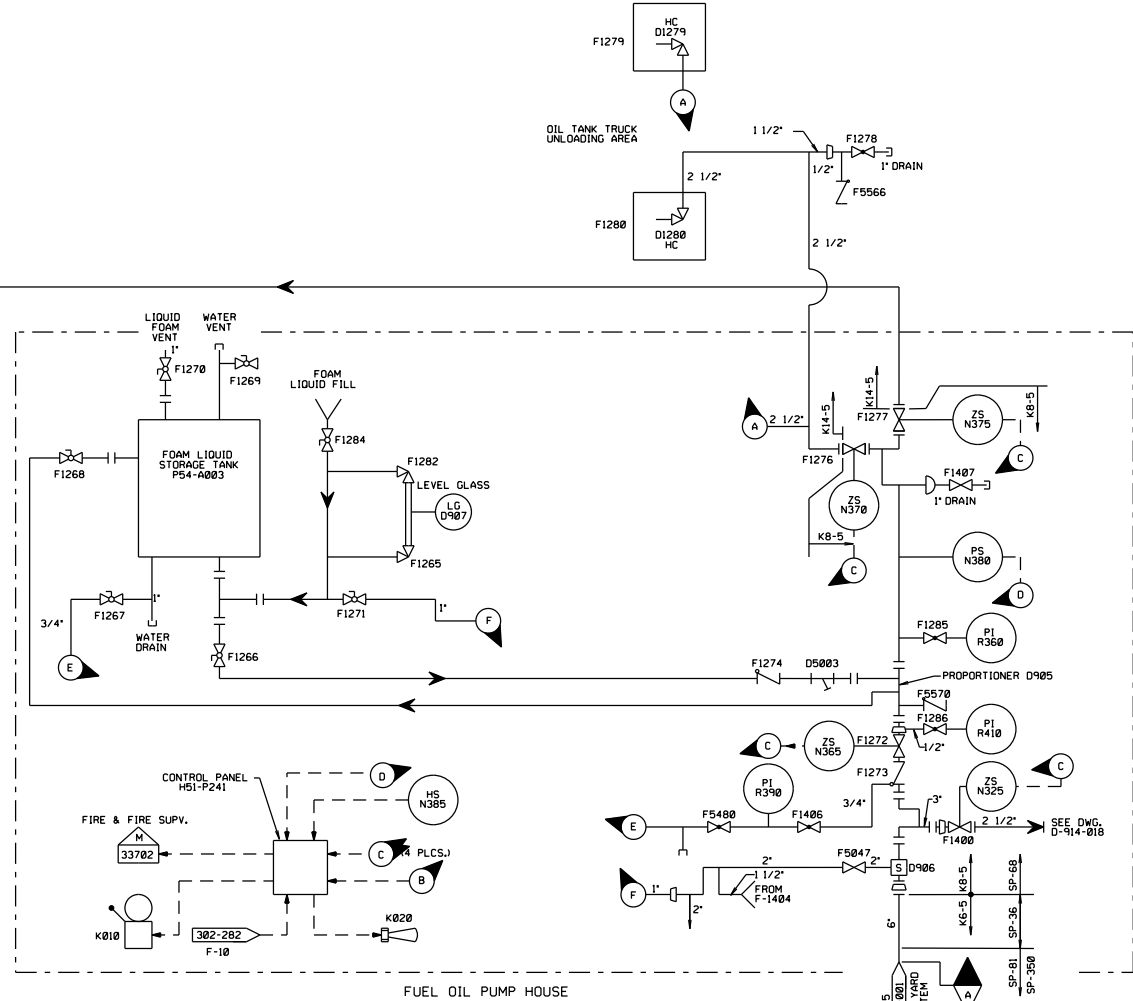 HC
D1279
F1279
A
OIL TANK TRUCK
UNLOADING AREA
1 1/2"
F1278
1/2"
1" DRAIN
F5566
2 1/2"
F1280
D1280
HC
2 1/2"
LIQUID
FOAM
VENT
WATER
VENT
1"
F1270
F1269
FOAM
LIQUID FILL
F1284
K14-5
K14-5
F1277
K8-5
ZS
N375
C
A
2 1/2"
F1276
F1268
FOAM LIQUID
STORAGE TANK
P54-A003
F1282
LEVEL GLASS
LG
D907
F1265
ZS
N370
F1407
1" DRAIN
K8-5
C
PS
N380
D
F1267
1"
3/4"
WATER
DRAIN
E
F1271
1"
F
F1266
F1285
PI
R360
F1274
D5003
PROPORTIONER D905
F5570
F1286
PI
R410
1/2"
C
ZS
N365
F1272
F1273
CONTROL PANEL
H51-P241
D
HS
N385
PI
R390
3/4"
ZS
N325
C
3"
FIRE & FIRE SUPV.
M
33702
C
(4 PLCS.)
B
E
F5480
F1406
F1400
2 1/2"
SEE DWG.
D-914-018
F5047
2"
2"
S
D906
F
1"
1 1/2"
FROM
F-1404
2"
K8-5
SP-68
K6-5
SP-36
6"
K010
302-282
F-10
K020
SP-81
SP-350
5
001
YARD
TEM
A
FUEL OIL PUMP HOUSE